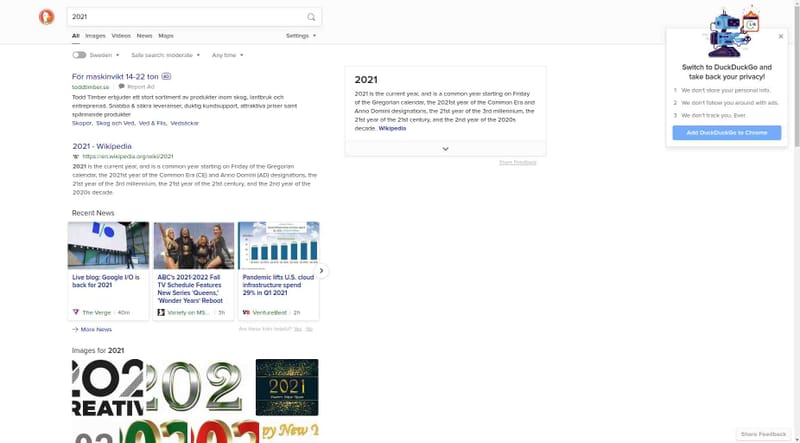 2021
All Images Videos News Maps Settings
Sweden Safe search: moderate Any time
För maskinvikt 14-22 ton AD
toddtimber.se Report Ad
Todd Timber erbjuder ett stort sortiment av produkter inom skog, lantbruk och
entreprenad. Snabba & säkra leveranser, duktig kundsupport, attraktiva priser samt
spännande produkter
Skopor, Skog och Ved, Ved & Flis, Vedsäckar
2021 - Wikipedia
https://en.wikipedia.org/wiki/2021
2021 is the current year, and is a common year starting on Friday of the Gregorian
calendar, the 2021st year of the Common Era (CE) and Anno Domini (AD) designations, the
21st year of the 3rd millennium, the 21st year of the 21st century, and the 2nd year of the
2020s decade.
Recent News
Live blog: Google I/O is
back for 2021
The Verge 40m
ABC's 2021-2022 Fall
TV Schedule Features
New Series 'Queens,'
'Wonder Years' Reboot
Variety on MS...
Pandemic lifts U.S. cloud
infrastructure spend
29% in Q1 2021
VentureBeat 2h
More News
Are these links helpful? Yes No
Images for 2021
2021
2021 is the current year, and is a common year starting on Friday
of the Gregorian calendar, the 2021st year of the Common Era and
Anno Domini designations, the 21st year of the 3rd millennium, the
21st year of the 21st century, and the 2nd year of the 2020s
decade. Wikipedia
Share Feedback
Switch to DuckDuckGo and
take back your privacy!
1 We don't store your personal info.
2 We don't follow you around with ads.
3 We don't track you. Ever.
Add DuckDuckGo to Chrome
202
REATIV
202
2021
202
py New
Share Feedback